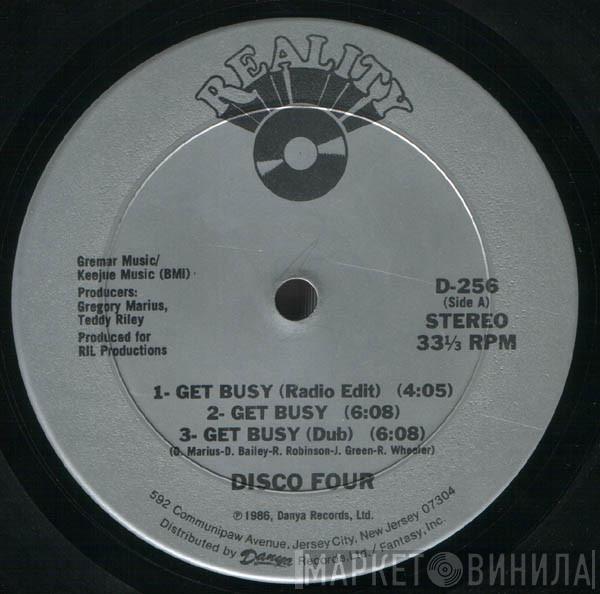 REALITY
Gremar Music/
Keejue Music (BMI)
Producers:
Gregory Marius,
Teddy Riley
Produced for
RIL Productions
D-256
(Side A)
STEREO
33⅓ RPM
1- GET BUSY (Radio Edit) (4:05)
2- GET BUSY (6:08)
3- GET BUSY (Dub) (6:08)
(G. Marius-D. Bailey-R. Robinson-J. Green-R. Wheeler)
DISCO FOUR
℗1986, Danya Records, Ltd.
592 Communipaw Avenue, Jersey City, New Jersey 07304
Distributed by Danya Records, Ltd./Fantasy, Inc.
МАРКЕТ ВИНИЛА